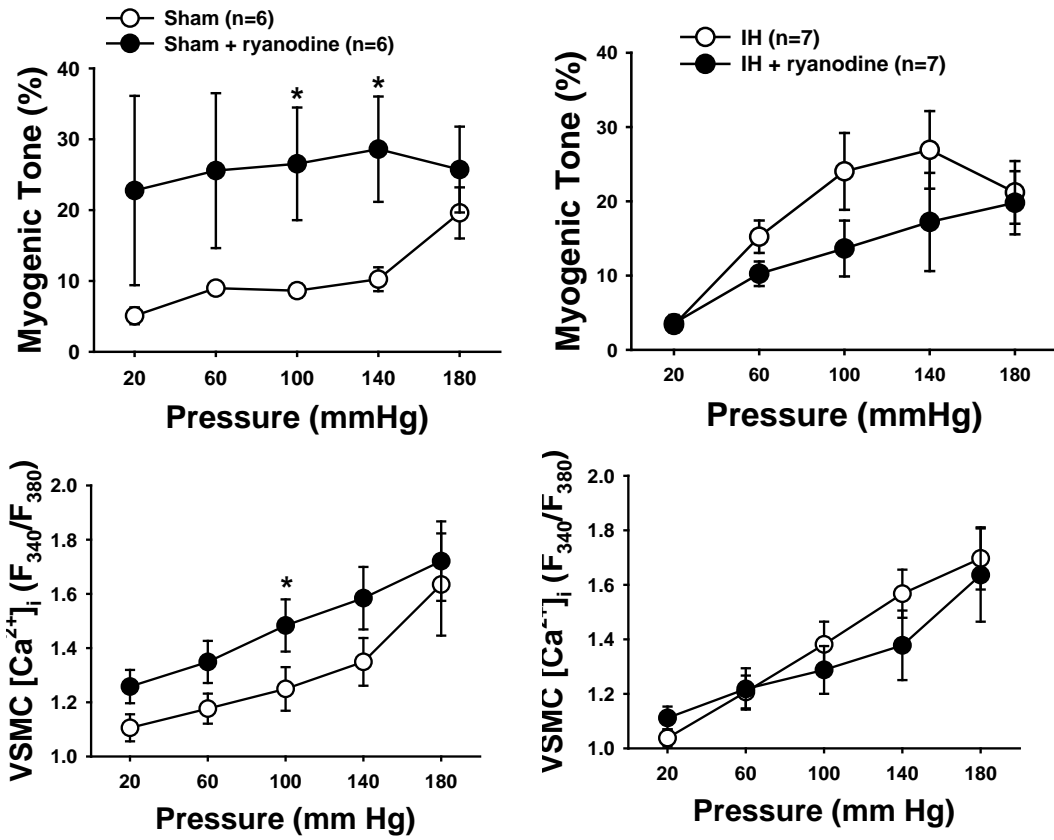 Sham (n=6)
Sham + ryanodine (n=6)
Myogenic Tone (%)
40
30
20
10
0
*
*
20 60 100 140 180
Pressure (mmHg)
IH (n=7)
IH + ryanodine (n=7)
Myogenic Tone (%)
40
30
20
10
0
20 60 100 140 180
Pressure (mmHg)
VSMC [Ca²⁺]ᵢ (F₃₄₀/F₃₈₀)
2.0
1.8
1.6
1.4
1.2
1.0
*
20 60 100 140 180
Pressure (mm Hg)
VSMC [Ca²⁺]ᵢ (F₃₄₀/F₃₈₀)
2.0
1.8
1.6
1.4
1.2
1.0
20 60 100 140 180
Pressure (mm Hg)